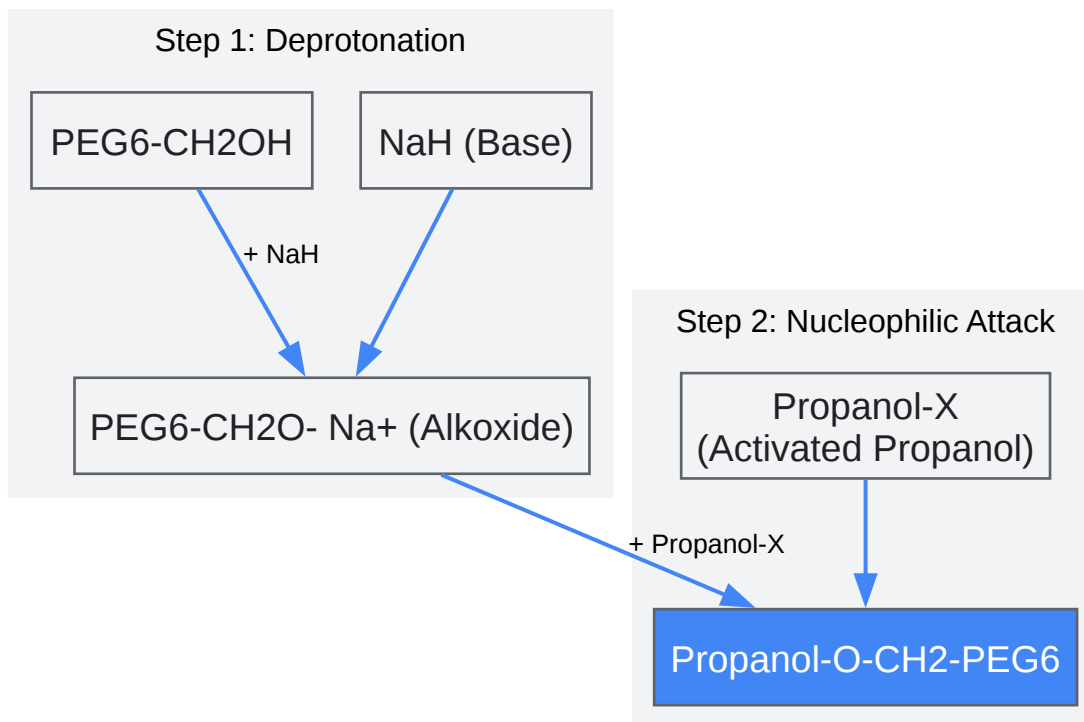 Step 1: Deprotonation
PEG6-CH2OH
NaH (Base)
+ NaH
PEG6-CH2O- Na+ (Alkoxide)
Step 2: Nucleophilic Attack
Propanol-X
(Activated Propanol)
+ Propanol-X
Propanol-O-CH2-PEG6